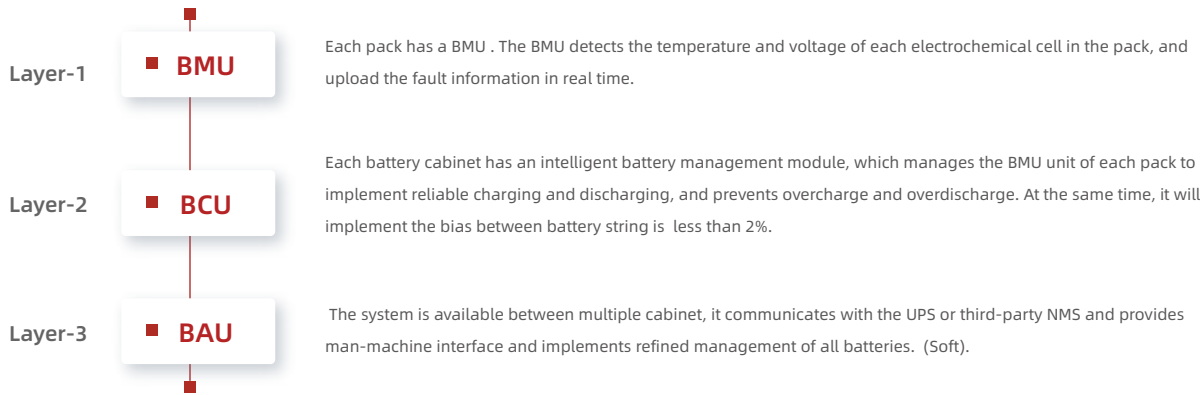 Layer-1
BMU
Each pack has a BMU . The BMU detects the temperature and voltage of each electrochemical cell in the pack, and
upload the fault information in real time.
Layer-2
BCU
Each battery cabinet has an intelligent battery management module, which manages the BMU unit of each pack to
implement reliable charging and discharging, and prevents overcharge and overdischarge. At the same time, it will
implement the bias between battery string is  less than 2%.
Layer-3
BAU
The system is available between multiple cabinet, it communicates with the UPS or third-party NMS and provides
man-machine interface and implements refined management of all batteries.  (Soft).